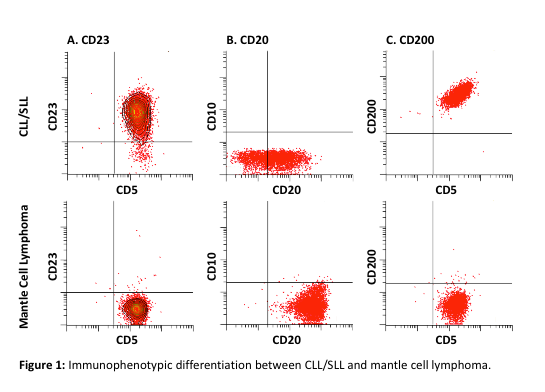 A. CD23
B. CD20
C. CD200
CLL/SLL
CD23
CD10
CD200
CD5
CD20
CD5
Mantle Cell Lymphoma
CD23
CD10
CD200
CD5
CD20
CD5
Figure 1: Immunophenotypic differentiation between CLL/SLL and mantle cell lymphoma.